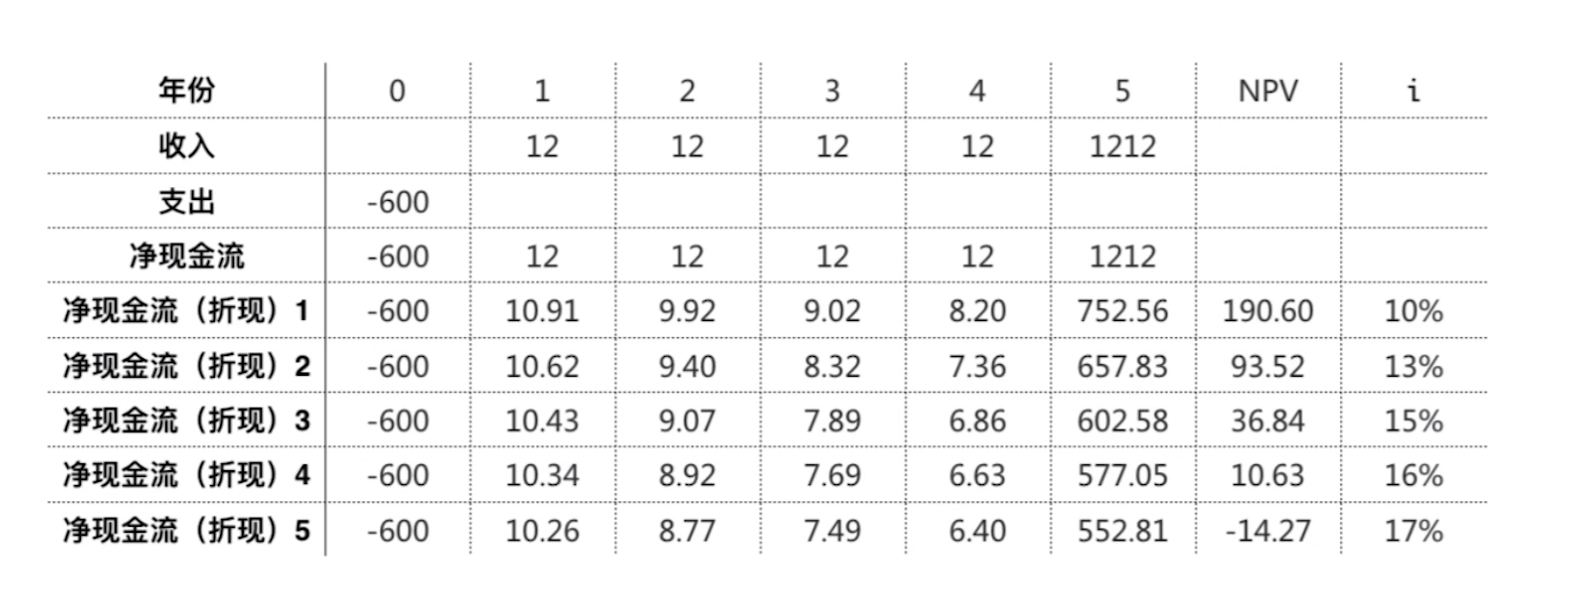 年份 0 1 2 3 4 5 NPV i
收入 12 12 12 12 1212
支出 -600
净现金流 -600 12 12 12 12 1212
净现金流（折现）1 -600 10.91 9.92 9.02 8.20 752.56 190.60 10%
净现金流（折现）2 -600 10.62 9.40 8.32 7.36 657.83 93.52 13%
净现金流（折现）3 -600 10.43 9.07 7.89 6.86 602.58 36.84 15%
净现金流（折现）4 -600 10.34 8.92 7.69 6.63 577.05 10.63 16%
净现金流（折现）5 -600 10.26 8.77 7.49 6.40 552.81 -14.27 17%